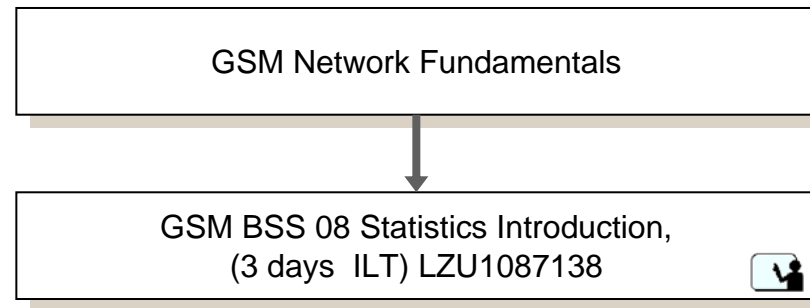 GSM Network Fundamentals
GSM BSS 08 Statistics Introduction,
(3 days  ILT) LZU1087138